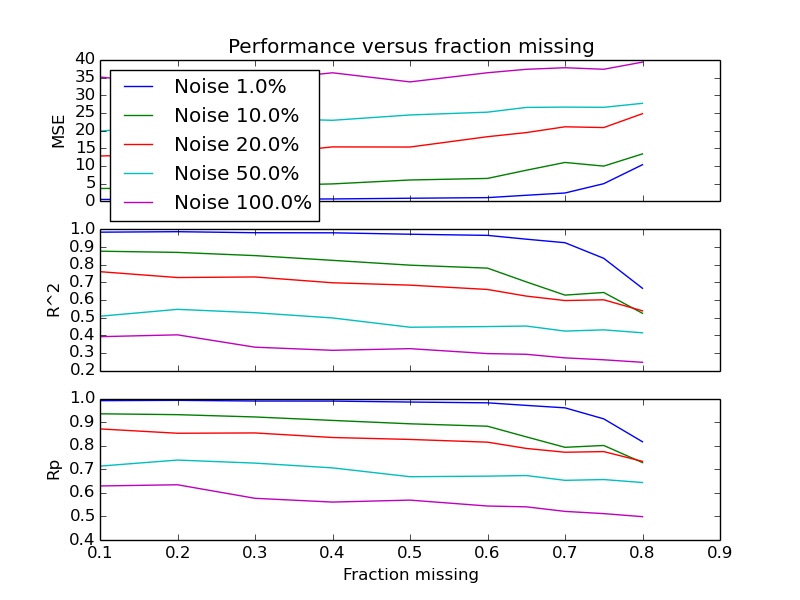 Performance versus fraction missing
40
35
30
25
20
15
10
5
0
MSE
Noise 1.0%
Noise 10.0%
Noise 20.0%
Noise 50.0%
Noise 100.0%
1.0
0.9
0.8
0.7
0.6
0.5
0.4
0.3
0.2
R^2
1.0
0.9
0.8
0.7
0.6
0.5
0.4
Rp
0.1 0.2 0.3 0.4 0.5 0.6 0.7 0.8 0.9
Fraction missing